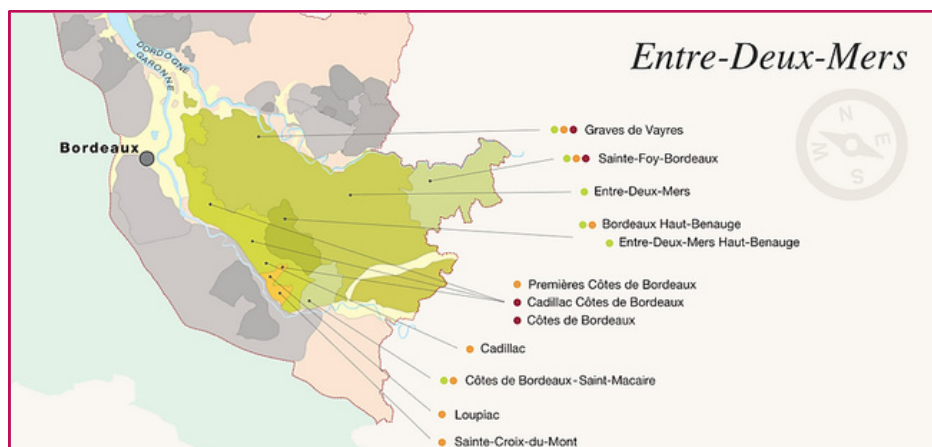 Entre-Deux-Mers
DORDOGNE
GARONNE
Bordeaux
N
E
S
W
Graves de Vayres
Sainte-Foy-Bordeaux
Entre-Deux-Mers
Bordeaux Haut-Benauge
Entre-Deux-Mers Haut-Benauge
Premières Côtes de Bordeaux
Cadillac Côtes de Bordeaux
Côtes de Bordeaux
Cadillac
Côtes de Bordeaux-Saint-Macaire
Loupiac
Sainte-Croix-du-Mont